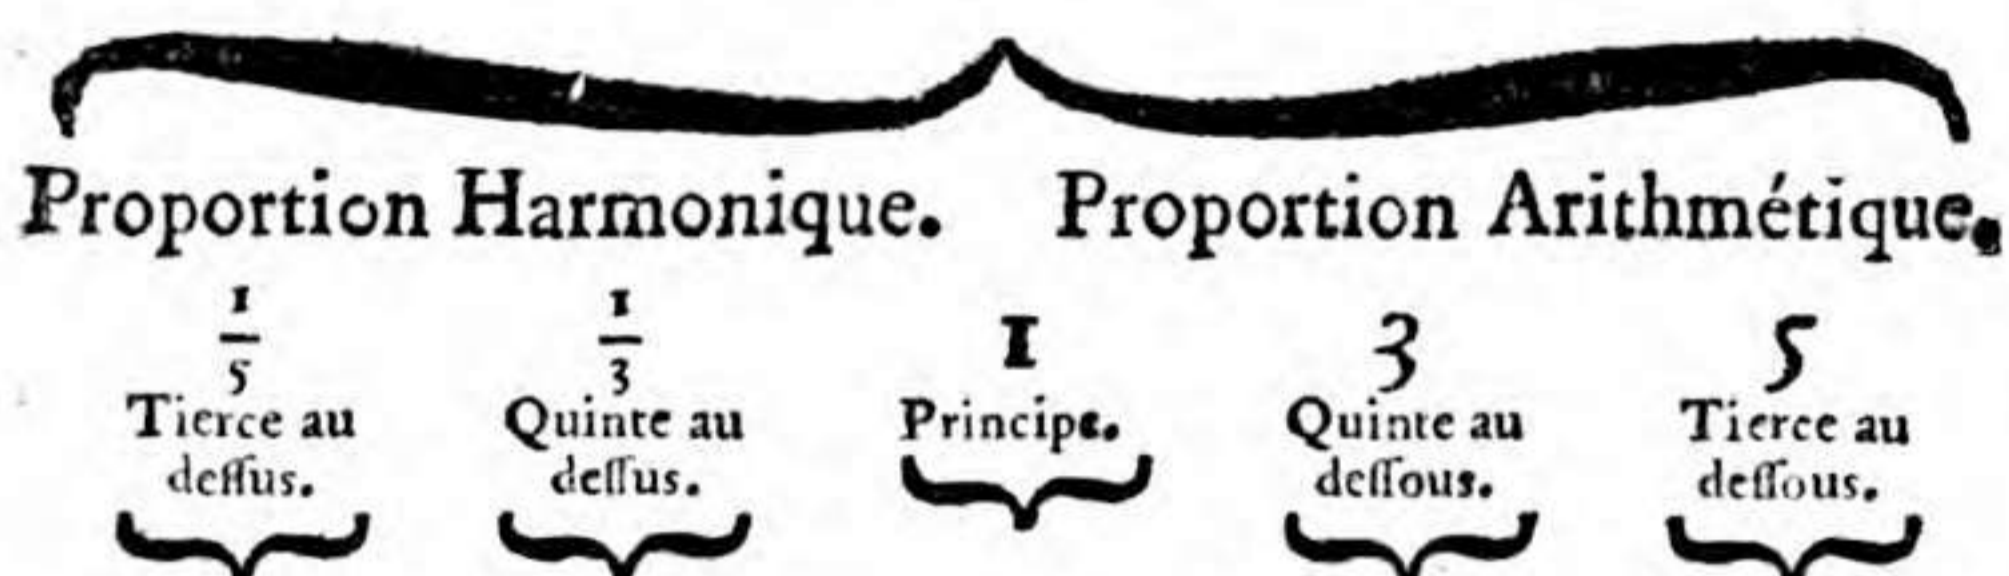 Proportion Harmonique. Proportion Arithmétique.
1/5 1/3 1 3 5
Tierce au Quinte au Principe. Quinte au Tierce au
deſſus. deſſus. deſſous. deſſous.